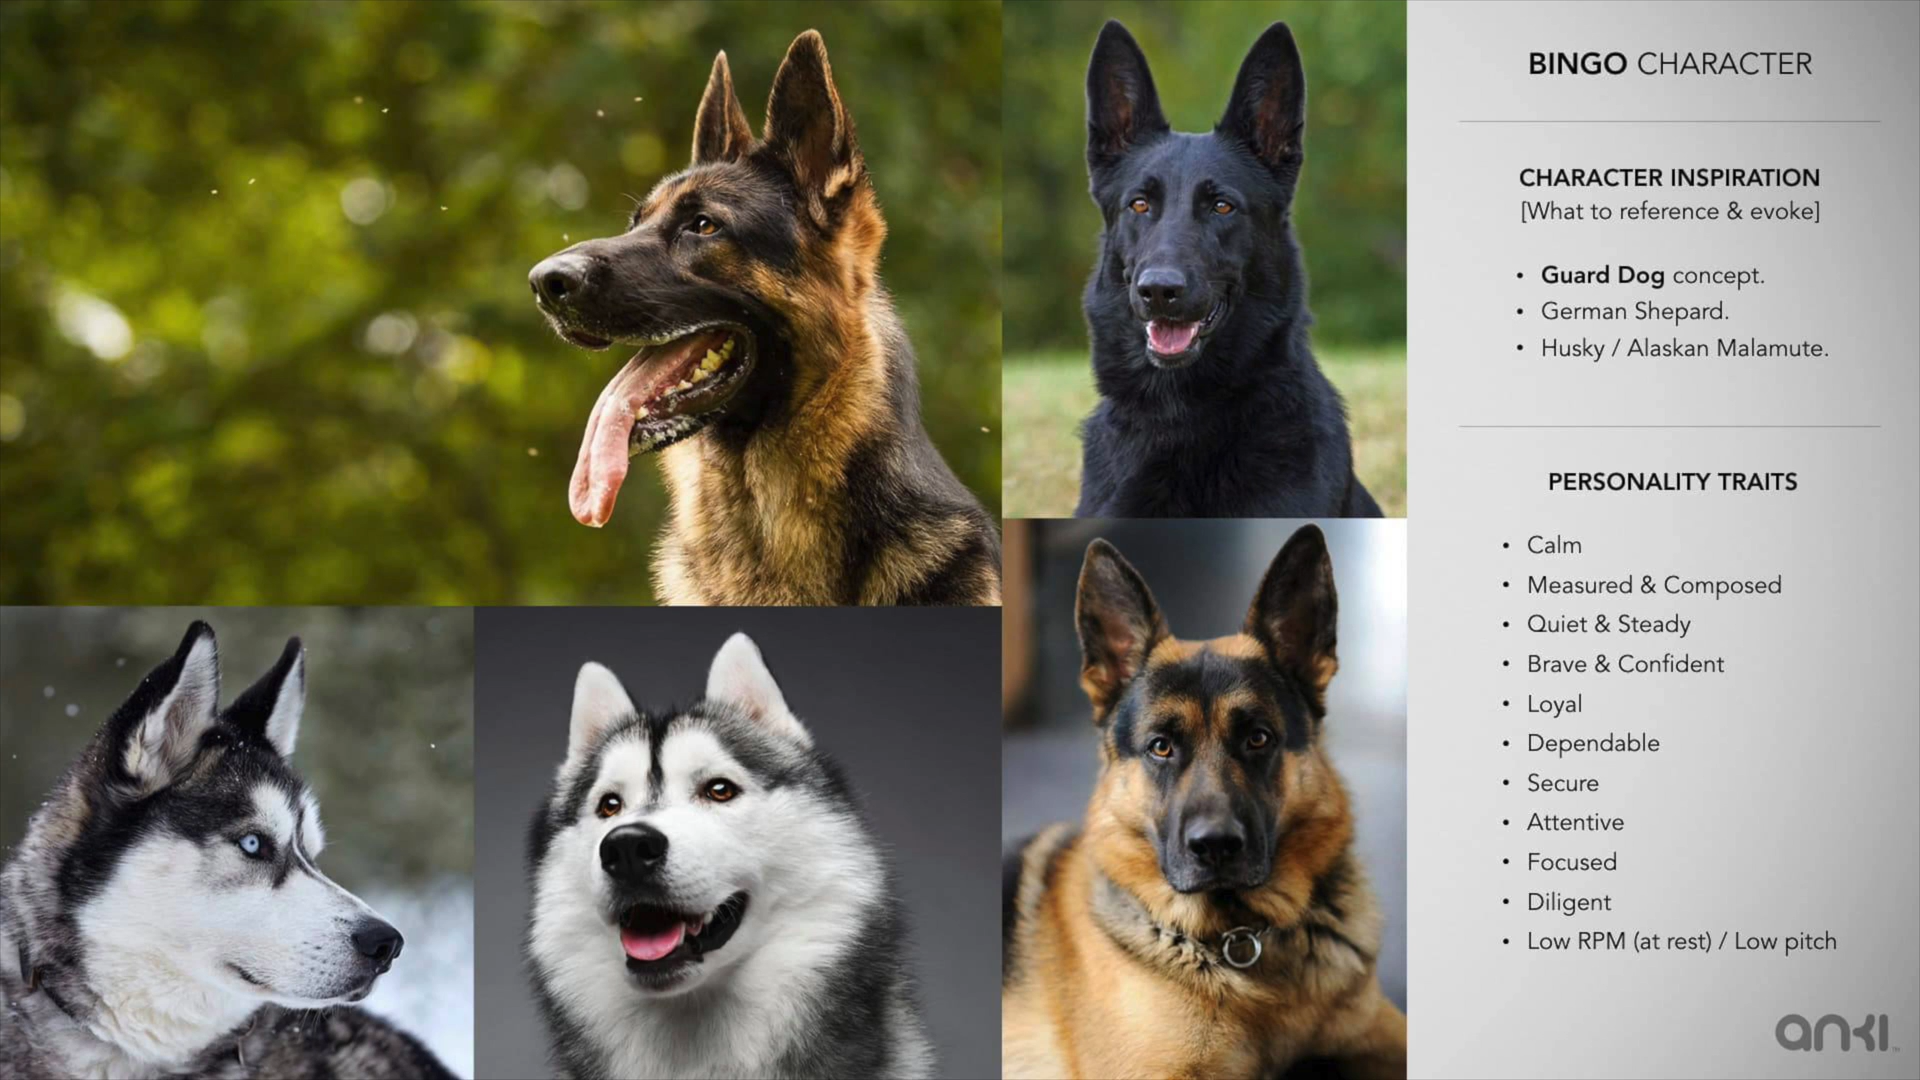 BINGO CHARACTER
CHARACTER INSPIRATION
[What to reference & evoke]
• Guard Dog concept.
• German Shepard.
• Husky / Alaskan Malamute.
PERSONALITY TRAITS
• Calm
• Measured & Composed
• Quiet & Steady
• Brave & Confident
• Loyal
• Dependable
• Secure
• Attentive
• Focused
• Diligent
• Low RPM (at rest) / Low pitch
anki